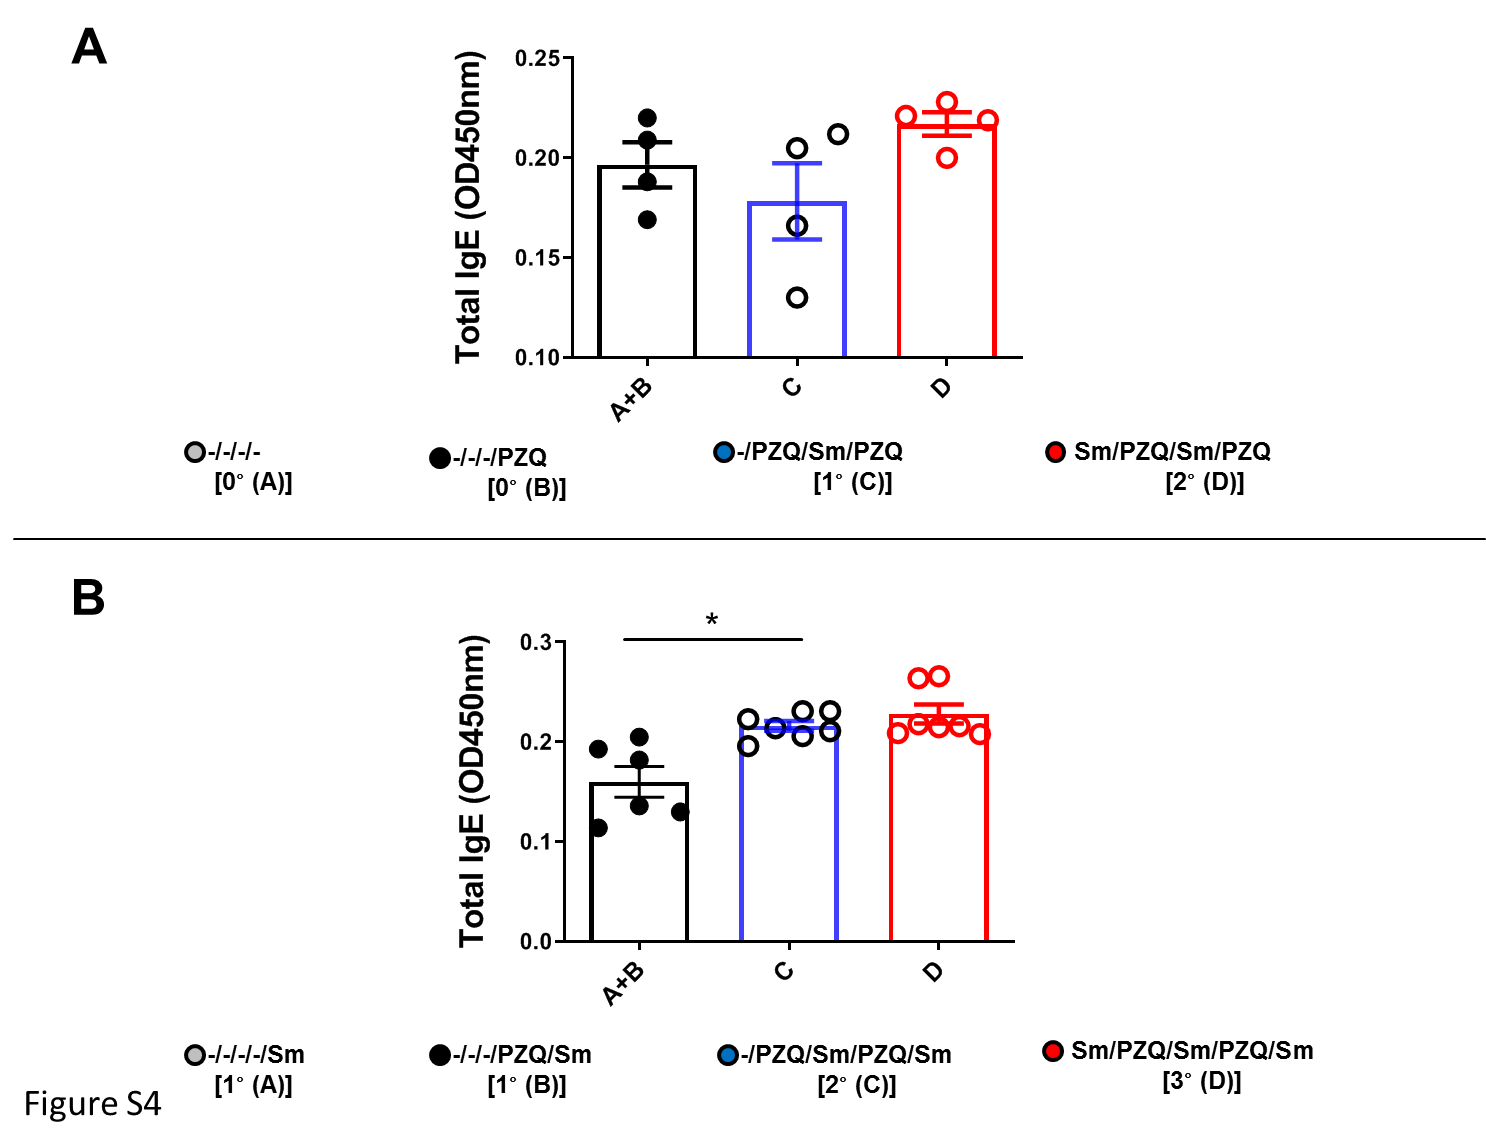 A
Total IgE (OD450nm)
0.25
0.20
0.15
0.10
A+B
C
D
-/-/-/-
[0° (A)]
-/-/-/PZQ
[0° (B)]
-/PZQ/Sm/PZQ
[1° (C)]
Sm/PZQ/Sm/PZQ
[2° (D)]
B
*
Total IgE (OD450nm)
0.3
0.2
0.1
0.0
A+B
C
D
-/-/-/-/Sm
[1° (A)]
-/-/-/PZQ/Sm
[1° (B)]
-/PZQ/Sm/PZQ/Sm
[2° (C)]
Sm/PZQ/Sm/PZQ/Sm
[3° (D)]
Figure S4